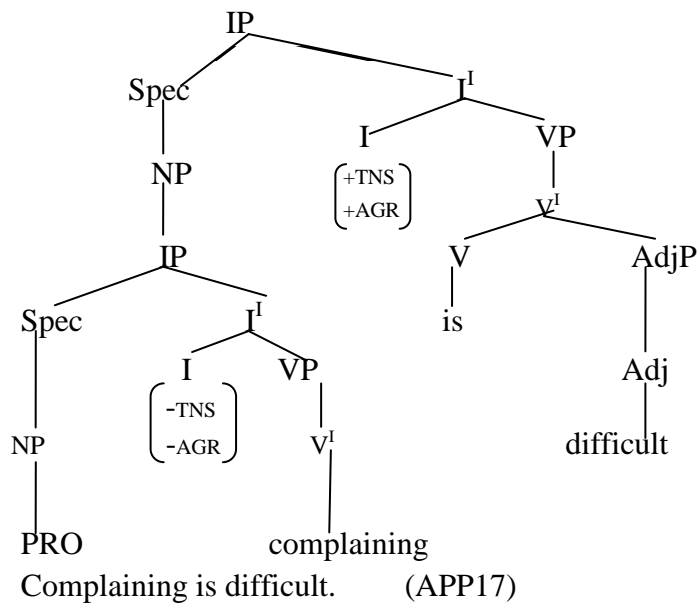 IP
Spec I^I
I VP
NP +TNS
+AGR V^I
IP V AdjP
Spec I^I is
I VP Adj
-TNS
NP -AGR V^I difficult
PRO complaining
Complaining is difficult. (APP17)